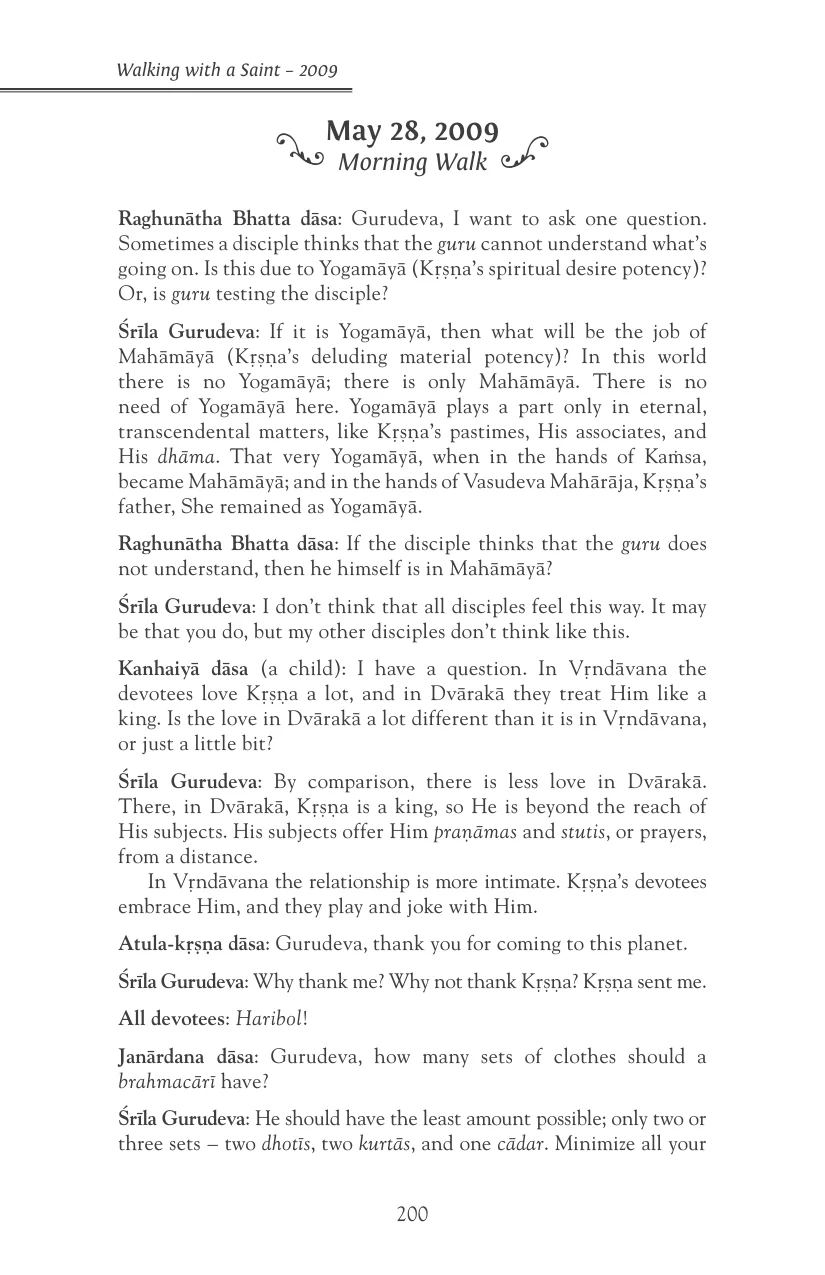 Walking with a Saint – 2009
May 28, 2009
Morning Walk
Raghunātha Bhatta dāsa: Gurudeva, I want to ask one question.
Sometimes a disciple thinks that the guru cannot understand what’s
going on. Is this due to Yogamāyā (Kṛṣṇa’s spiritual desire potency)?
Or, is guru testing the disciple?
Śrīla Gurudeva: If it is Yogamāyā, then what will be the job of
Mahāmāyā (Kṛṣṇa’s deluding material potency)? In this world
there is no Yogamāyā; there is only Mahāmāyā. There is no
need of Yogamāyā here. Yogamāyā plays a part only in eternal,
transcendental matters, like Kṛṣṇa’s pastimes, His associates, and
His dhāma. That very Yogamāyā, when in the hands of Kaṁsa,
became Mahāmāyā; and in the hands of Vasudeva Mahārāja, Kṛṣṇa’s
father, She remained as Yogamāyā.
Raghunātha Bhatta dāsa: If the disciple thinks that the guru does
not understand, then he himself is in Mahāmāyā?
Śrīla Gurudeva: I don’t think that all disciples feel this way. It may
be that you do, but my other disciples don’t think like this.
Kanhaiyā dāsa (a child): I have a question. In Vṛndāvana the
devotees love Kṛṣṇa a lot, and in Dvārakā they treat Him like a
king. Is the love in Dvārakā a lot different than it is in Vṛndāvana,
or just a little bit?
Śrīla Gurudeva: By comparison, there is less love in Dvārakā.
There, in Dvārakā, Kṛṣṇa is a king, so He is beyond the reach of
His subjects. His subjects offer Him praṇāmas and stutis, or prayers,
from a distance.
In Vṛndāvana the relationship is more intimate. Kṛṣṇa’s devotees
embrace Him, and they play and joke with Him.
Atula-kṛṣṇa dāsa: Gurudeva, thank you for coming to this planet.
Śrīla Gurudeva: Why thank me? Why not thank Kṛṣṇa? Kṛṣṇa sent me.
All devotees: Haribol!
Janārdana dāsa: Gurudeva, how many sets of clothes should a
brahmacārī have?
Śrīla Gurudeva: He should have the least amount possible; only two or
three sets – two dhotīs, two kurtās, and one cādar. Minimize all your
200